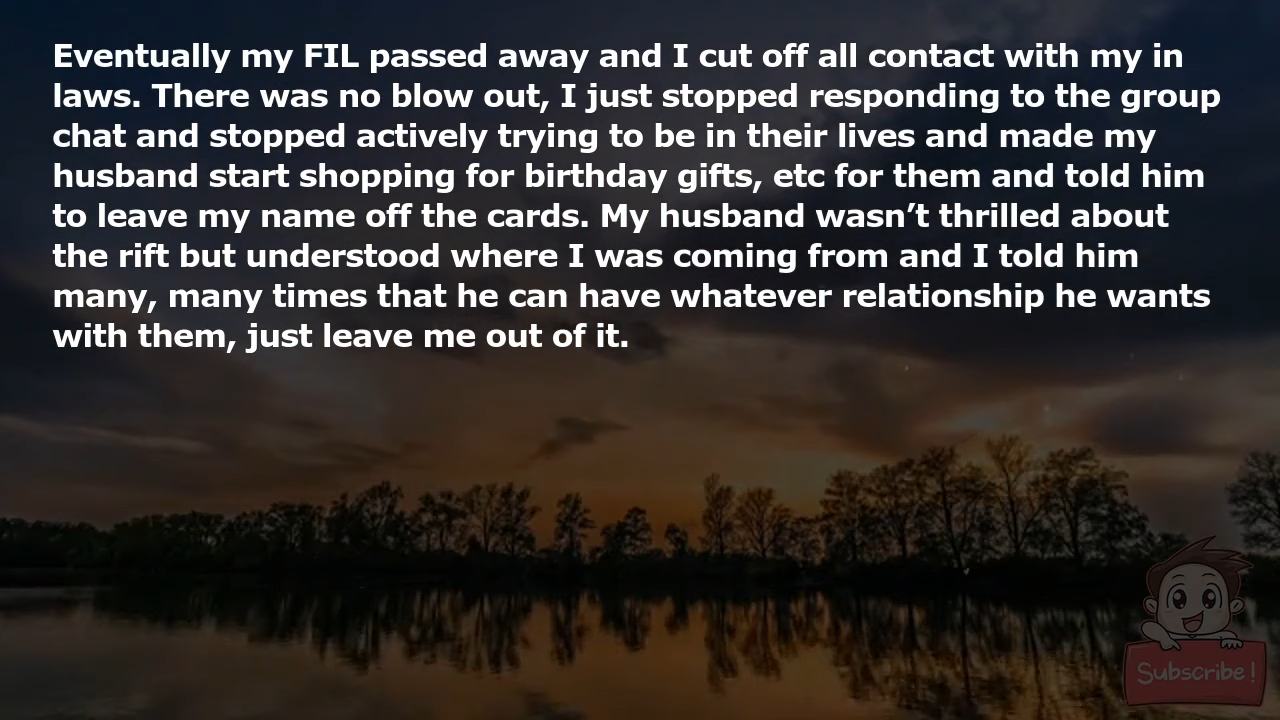 Eventually my FIL passed away and I cut off all contact with my in
laws. There was no blow out, I just stopped responding to the group
chat and stopped actively trying to be in their lives and made my
husband start shopping for birthday gifts, etc for them and told him
to leave my name off the cards. My husband wasn’t thrilled about
the rift but understood where I was coming from and I told him
many, many times that he can have whatever relationship he wants
with them, just leave me out of it.
Subscribe!